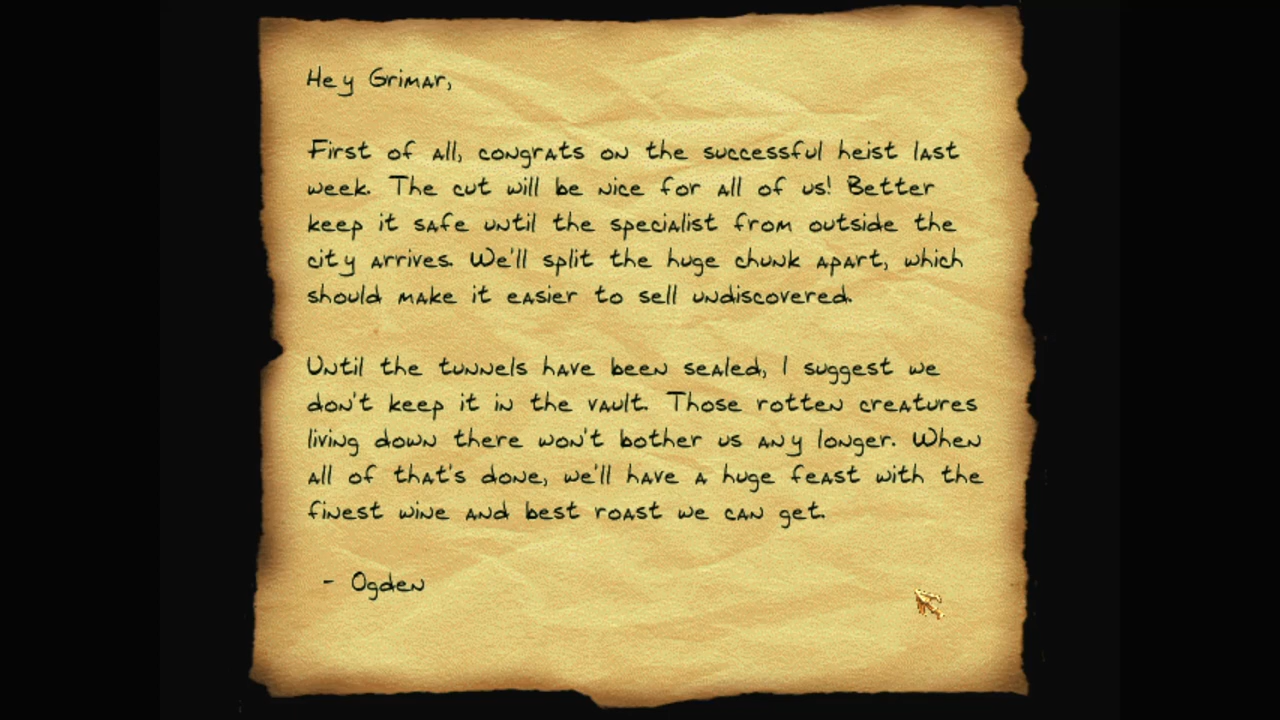 Hey Grimar,
First of all, congrats on the successful heist last
week. The cut will be nice for all of us! Better
keep it safe until the specialist from outside the
city arrives. We'll split the huge chunk apart, which
should make it easier to sell undiscovered.
Until the tunnels have been sealed, I suggest we
don't keep it in the vault. Those rotten creatures
living down there won't bother us any longer. When
all of that's done, we'll have a huge feast with the
finest wine and best roast we can get.
- Ogden